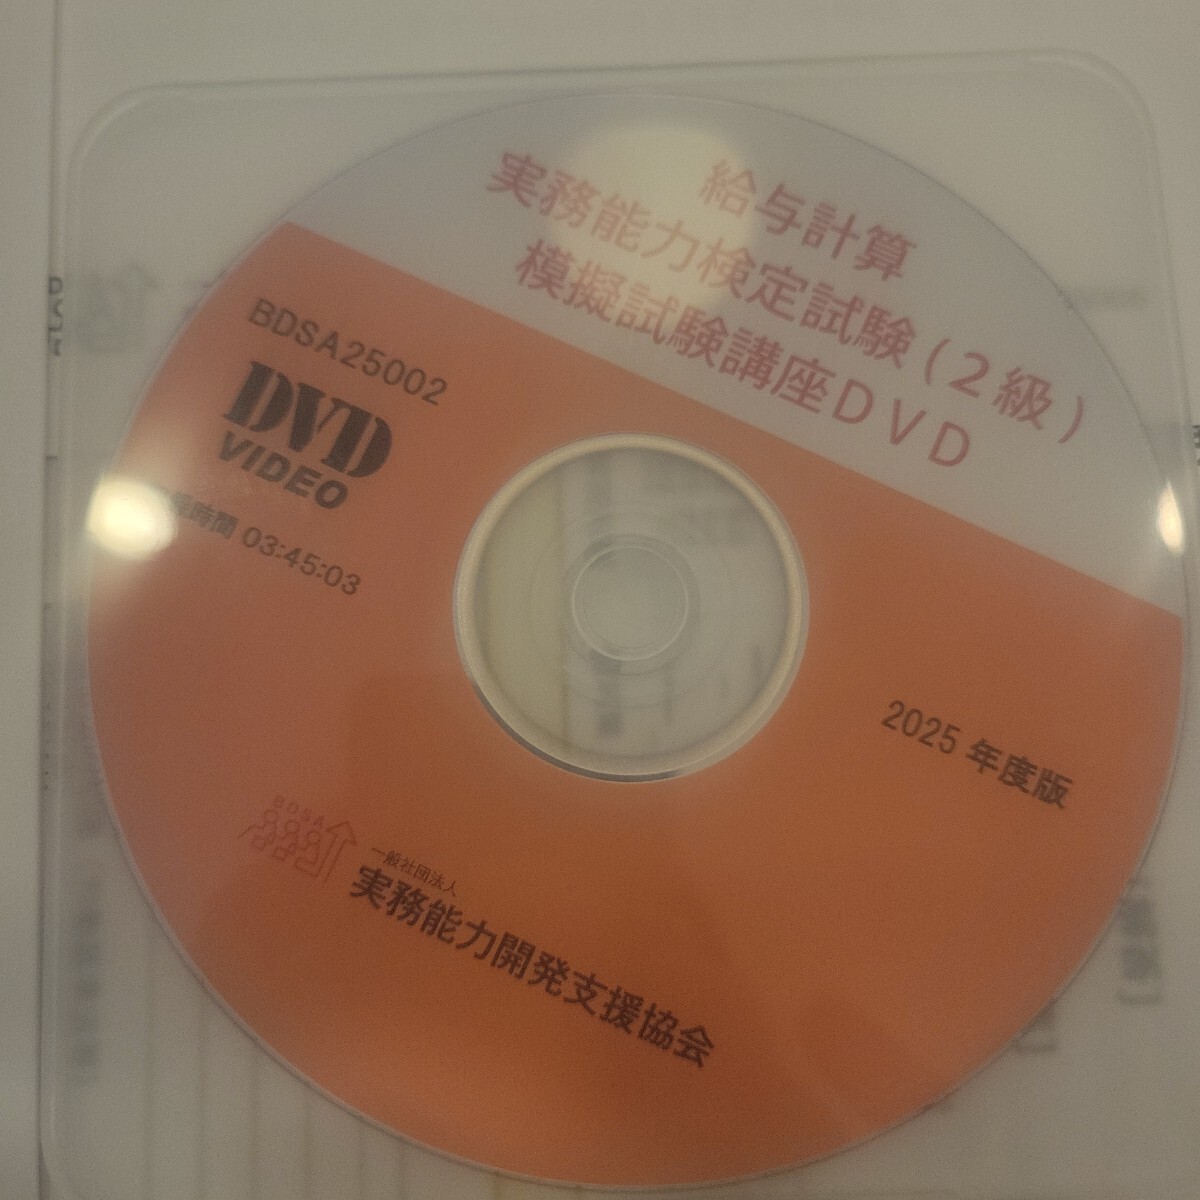 給与計算
実務能力検定試験(2級)
模擬試験講座DVD
BDSA25002
DVD
VIDEO
時間 03:45:03
2025 年度版
一般社団法人
実務能力開発支援協会